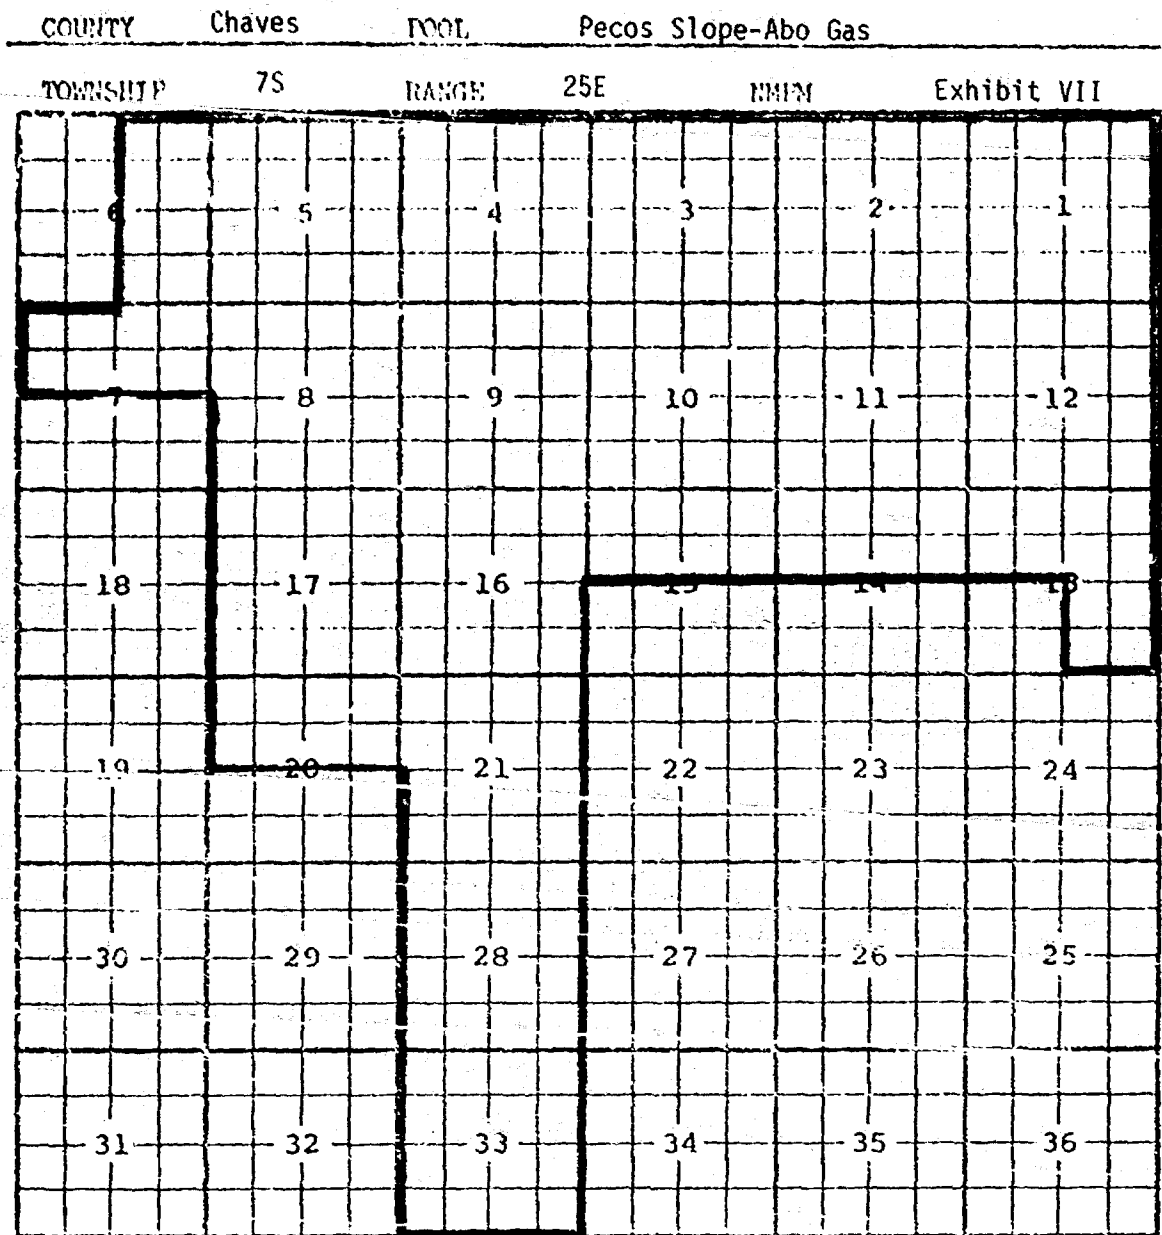 COUNTY Chaves POOL Pecos Slope-Abo Gas
TOWNSHIP 7S RANGE 25E NMPM Exhibit VII
6 5 4 3 2 1
7 8 9 10 11 12
18 17 16 15 14 13
19 20 21 22 23 24
30 29 28 27 26 25
31 32 33 34 35 36